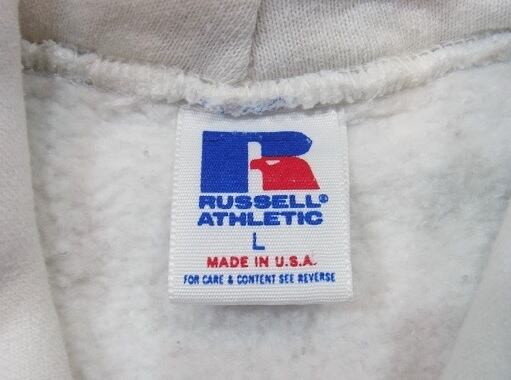 RUSSELL®
ATHLETIC
L
MADE IN U.S.A.
FOR CARE & CONTENT SEE REVERSE